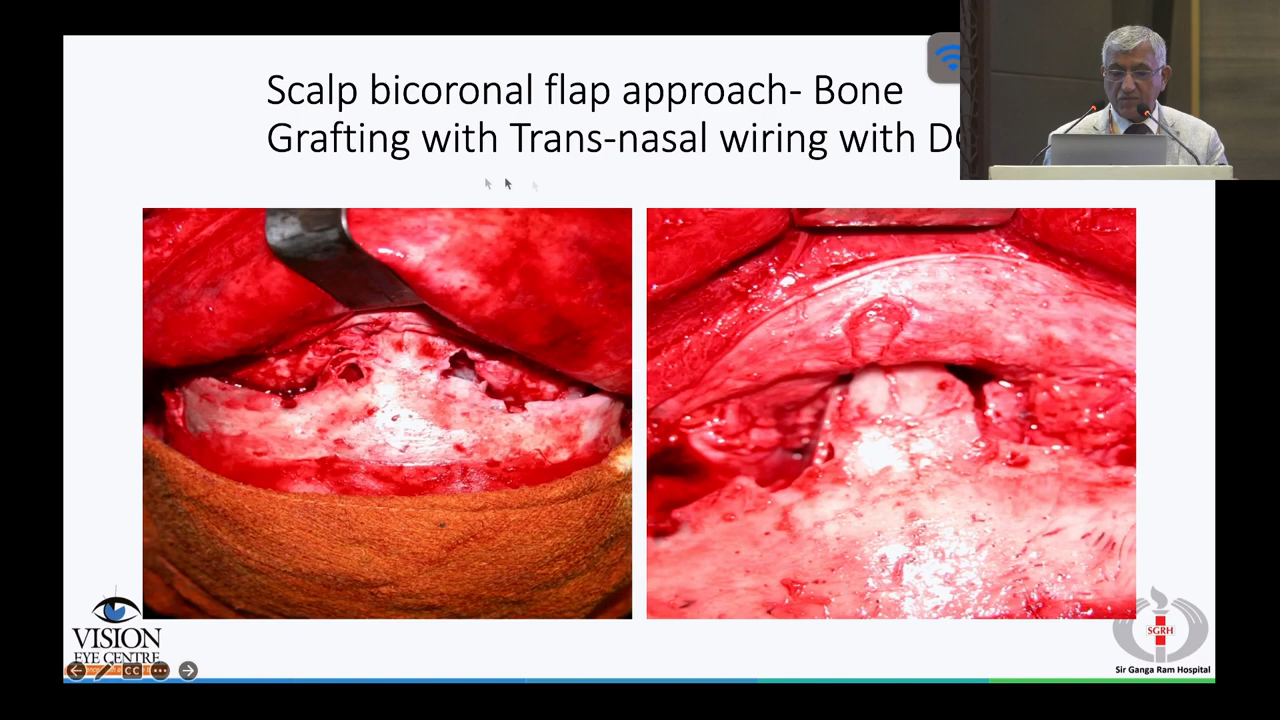 Scalp bicoronal flap approach- Bone
Grafting with Trans-nasal wiring with
VISION
EYE CENTRE
CC
SGRH
Sir Ganga Ram Hospital